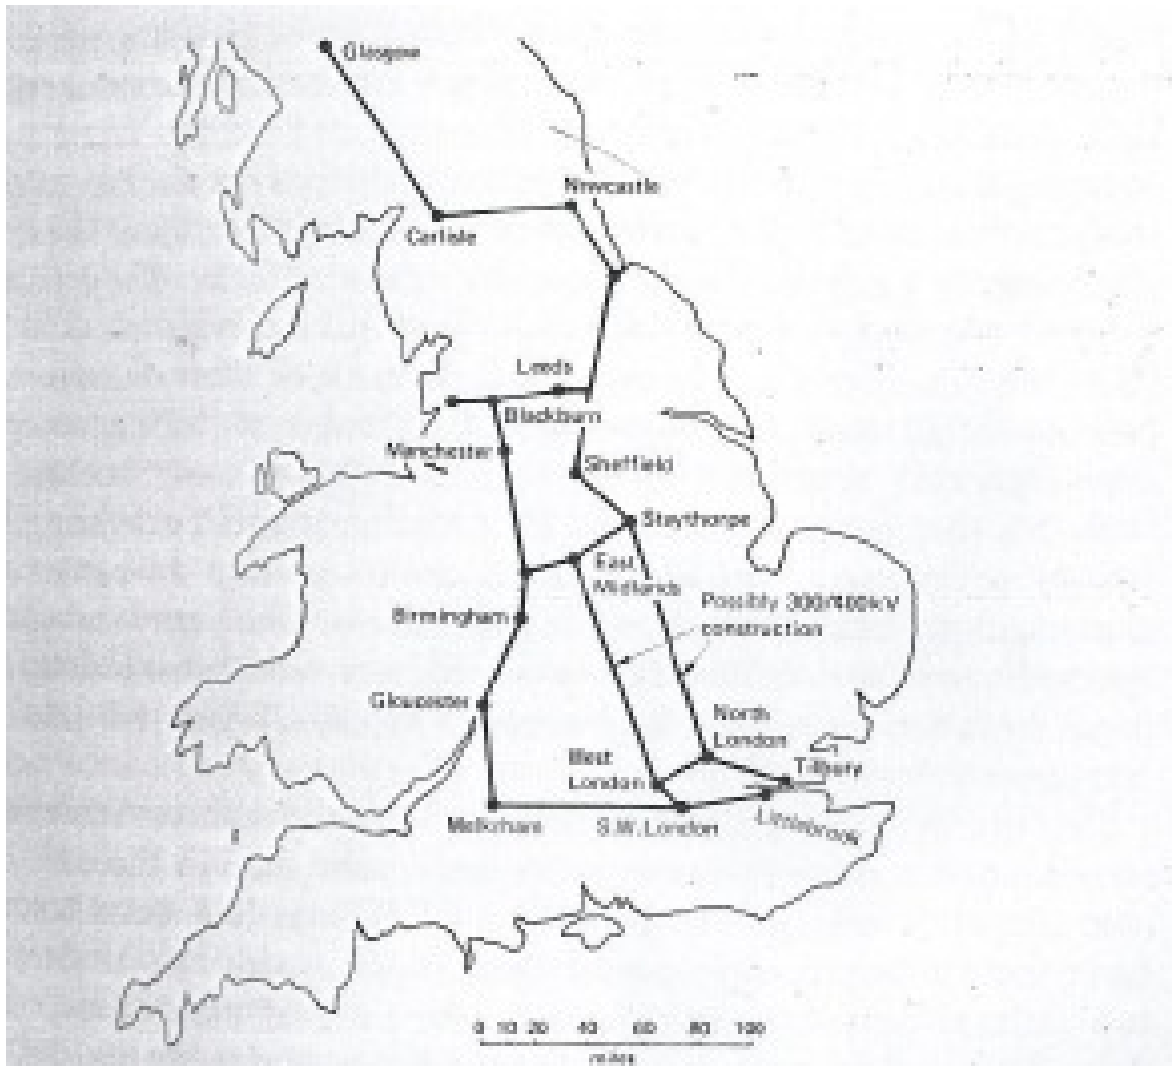 Glasgow
Newcastle
Carlisle
Leeds
Blackburn
Manchester
Sheffield
Staythorpe
East
Midlands
Possibly 300/400kV
construction
Birmingham
Gloucester
North
London
West
London
Tilbury
Melksham
S.W. London
Littlebrook
0 10 20 40 60 80 100
miles